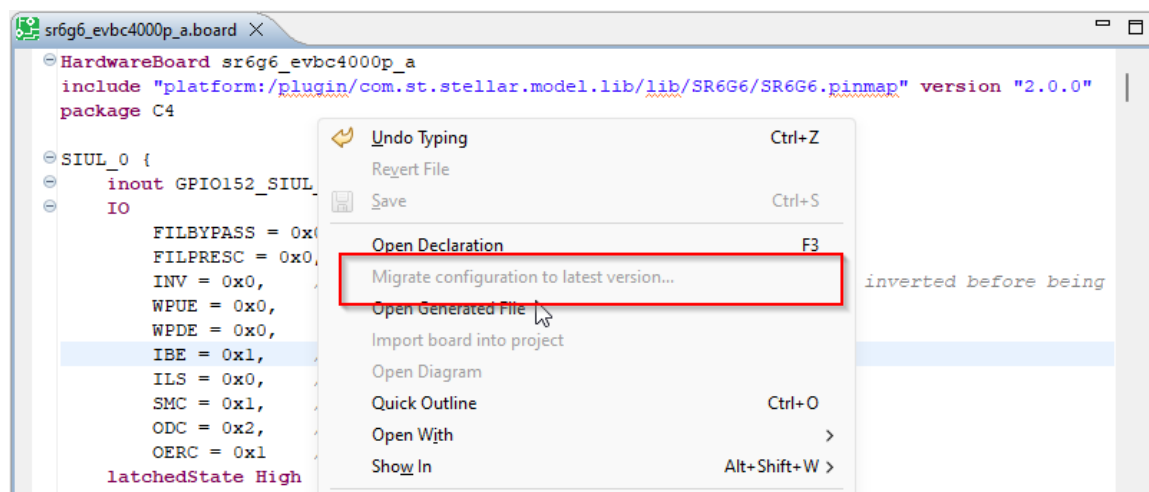 sr6g6_evbc4000p_a.board
HardwareBoard sr6g6_evbc4000p_a
include "platform:/plugin/com.st.stellar.model.lib/lib/SR6G6/SR6G6.pinmap" version "2.0.0"
package C4
SIUL_0 {
inout GPIO152_SIUL_
IO
FILBYPASS = 0x0
FILPRESC = 0x0,
INV = 0x0, / inverted before being
WPUE = 0x0,
WPDE = 0x0,
IBE = 0x1, /
ILS = 0x0, /
SMC = 0x1, /
ODC = 0x2, /
OERC = 0x1 /
latchedState High
Undo Typing Ctrl+Z
Revert File
Save Ctrl+S
Open Declaration F3
Migrate configuration to latest version...
Open Generated File
Import board into project
Open Diagram
Quick Outline Ctrl+O
Open With
Show In Alt+Shift+W